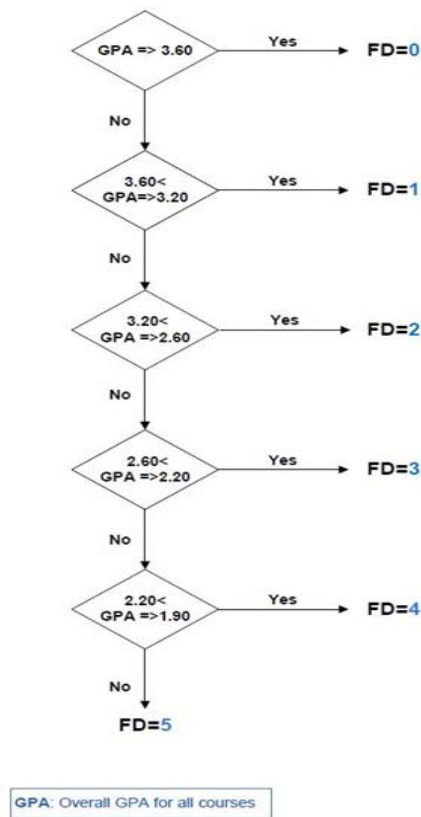 GPA => 3.60
Yes
FD=0
No
3.60<
GPA=>3.20
Yes
FD=1
No
3.20<
GPA =>2.60
Yes
FD=2
No
2.60<
GPA =>2.20
Yes
FD=3
No
2.20<
GPA =>1.90
Yes
FD=4
No
FD=5
GPA: Overall GPA for all courses